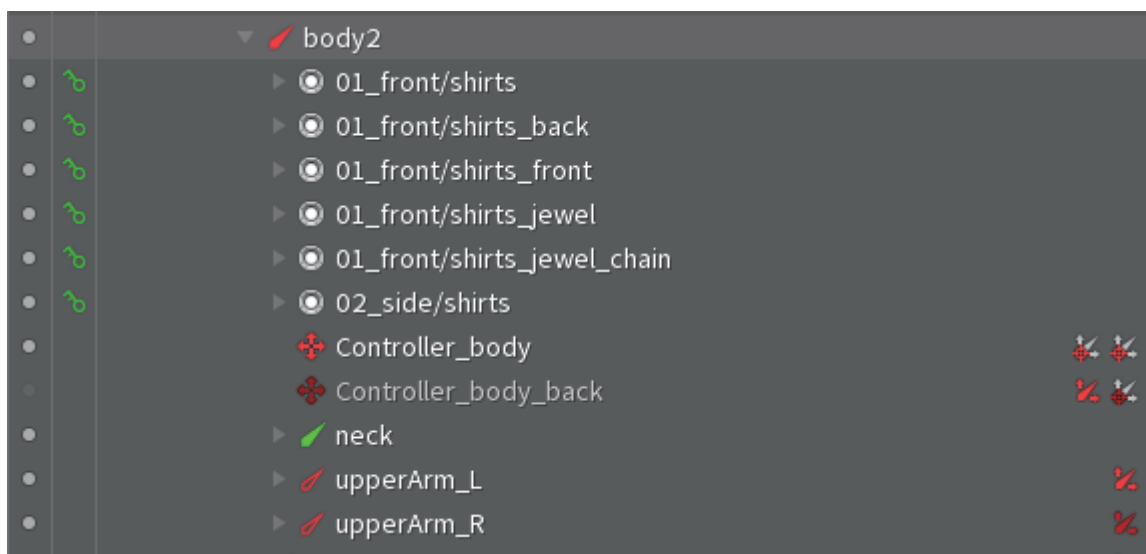 body2
01_front/shirts
01_front/shirts_back
01_front/shirts_front
01_front/shirts_jewel
01_front/shirts_jewel_chain
02_side/shirts
Controller_body
Controller_body_back
neck
upperArm_L
upperArm_R